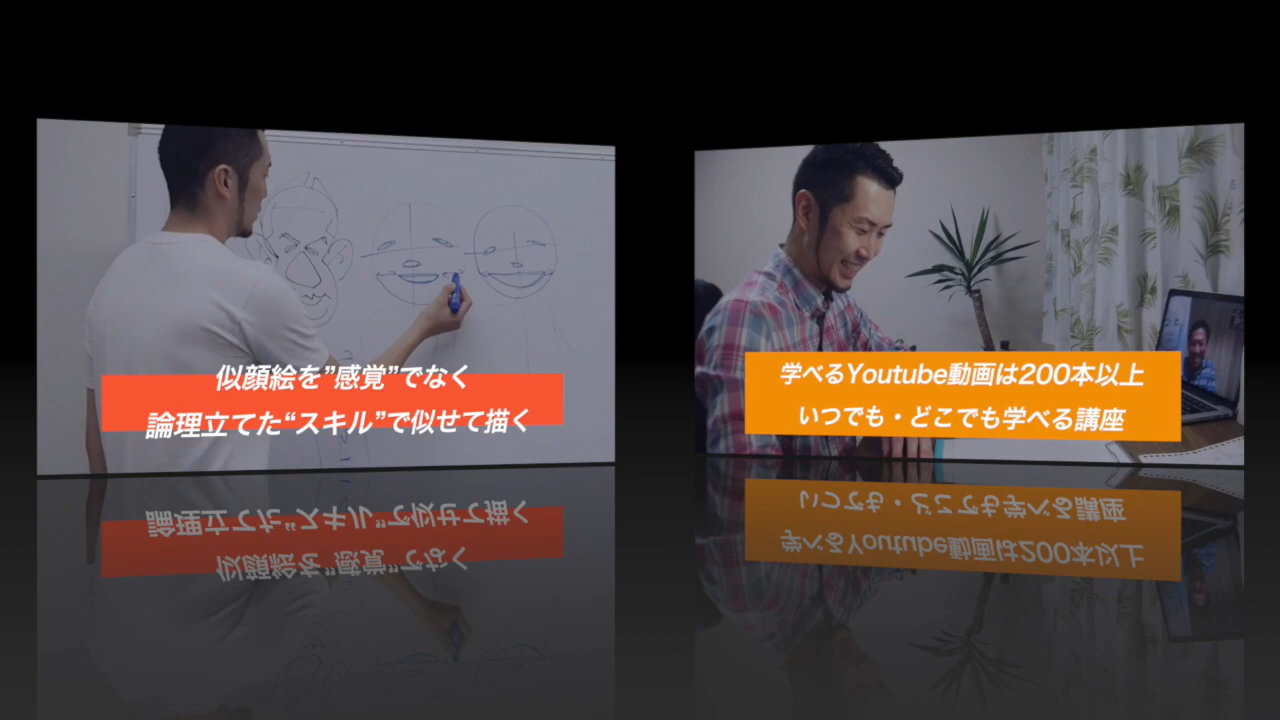 似顔絵を”感覚”でなく
論理立てた“スキル”で似せて描く
学べるYoutube動画は200本以上
いつでも・どこでも学べる講座